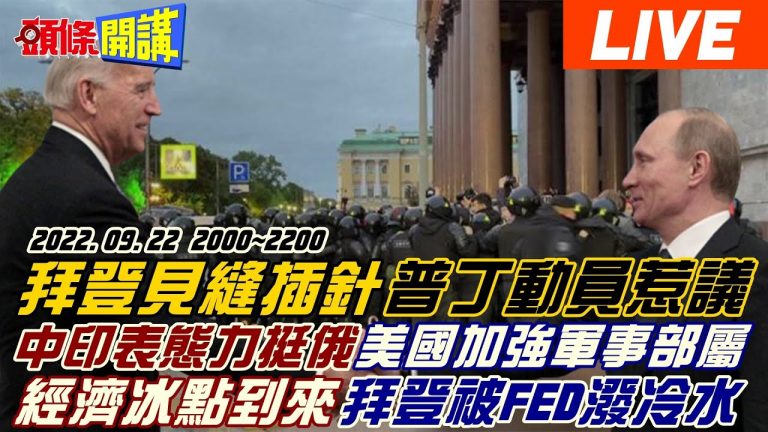 頭條開講
LIVE
2022.09.22 2000~2200
拜登見縫插針 普丁動員惹議
中印表態力挺俄 美國加強軍事部屬
經濟冰點到來 拜登被FED潑冷水